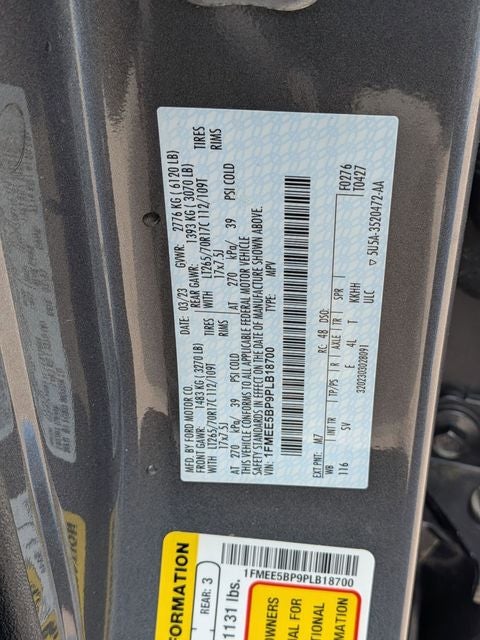 MFD. BY FORD MOTOR CO.
DATE: 03/23 GVWR: 2776 KG ( 6120 LB)
FRONT GAWR: 1483 KG ( 3270 LB) REAR GAWR: 1393 KG ( 3070 LB)
WITH LT265/70R17C 112/109T TIRES WITH LT265/70R17C 112/109T TIRES
17x7.5J RIMS 17x7.5J RIMS
AT 270 kPa/ 39 PSI COLD AT 270 kPa/ 39 PSI COLD
THIS VEHICLE CONFORMS TO ALL APPLICABLE FEDERAL MOTOR VEHICLE
SAFETY STANDARDS IN EFFECT ON THE DATE OF MANUFACTURE SHOWN ABOVE.
VIN: 1FMEE5BP9PLB18700 TYPE: MPV
F0276
T0427
EXT PNT: M7 RC: 48 DSO:
WB INT TR TP/PS R AXLE TR SPR
116 SV E 4L T KKHH
ULC
5U5A-3520472-AA
1FMEE5BP9PLB18700
FORMATION
REAR: 3
1131 lbs.
OWNERS